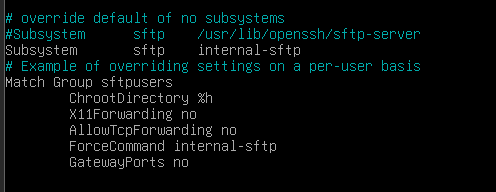 # override default of no subsystems
#Subsystem      sftp    /usr/lib/openssh/sftp-server
Subsystem       sftp    internal-sftp
# Example of overriding settings on a per-user basis
Match Group sftpusers
        ChrootDirectory %h
        X11Forwarding no
        AllowTcpForwarding no
        ForceCommand internal-sftp
        GatewayPorts no